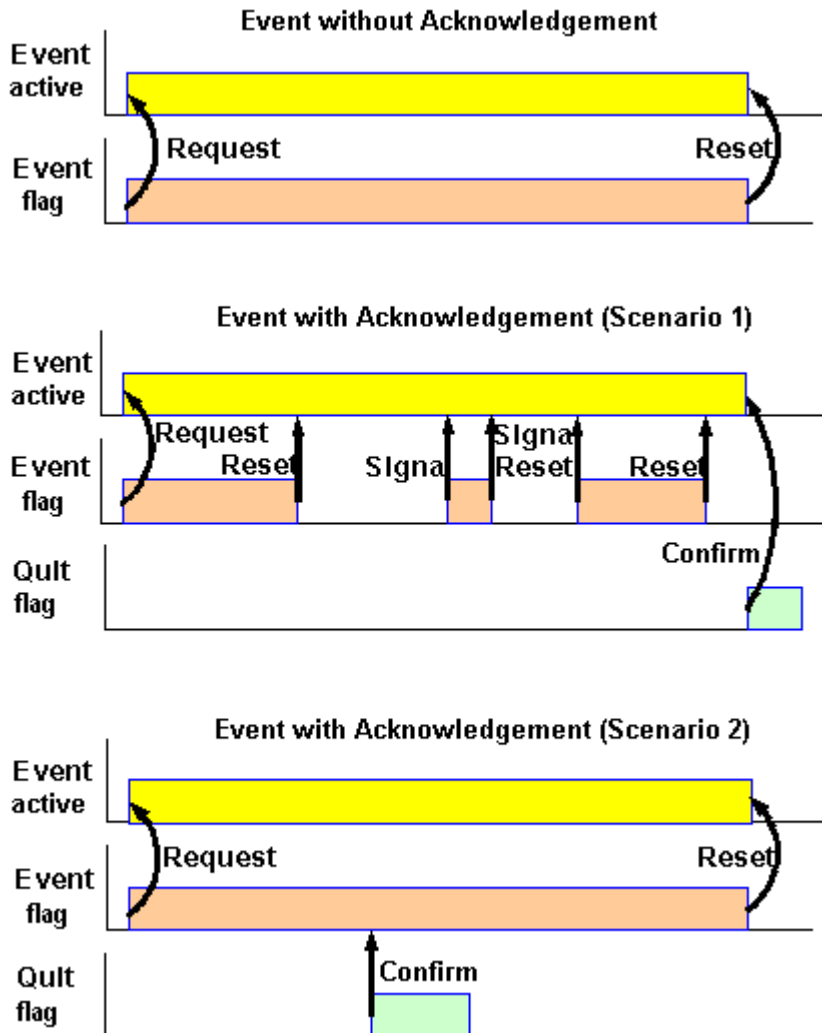 Event without Acknowledgement
Event
active
Request
Reset
Event
flag
Event with Acknowledgement (Scenario 1)
Event
active
Request
SIgna
Event
flag
Reset
SIgna
Reset
Reset
Confirm
QuIt
flag
Event with Acknowledgement (Scenario 2)
Event
active
Request
Reset
Event
flag
Confirm
QuIt
flag